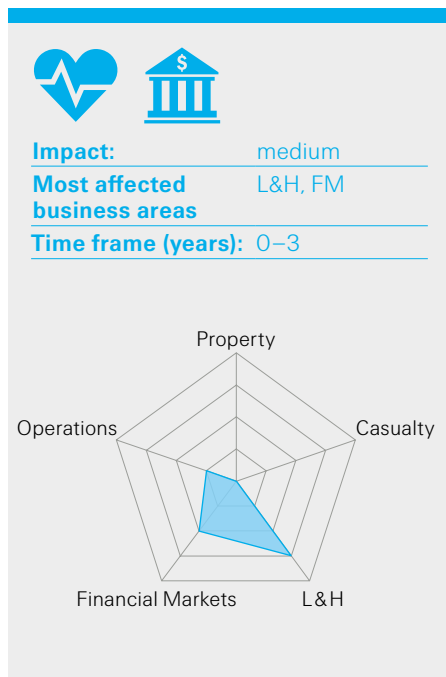 $
Impact: medium
Most affected L&H, FM
business areas
Time frame (years): 0–3
Property
Operations Casualty
Financial Markets L&H